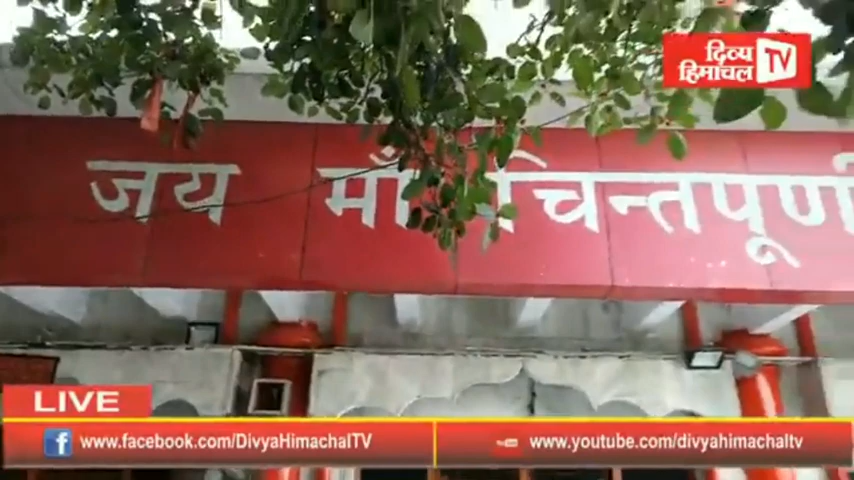 दिव्य
हिमाचल TV
जय माँ चिन्तपूर्णी
LIVE
www.facebook.com/DivyaHimachalTV
www.youtube.com/divyahimachaltv